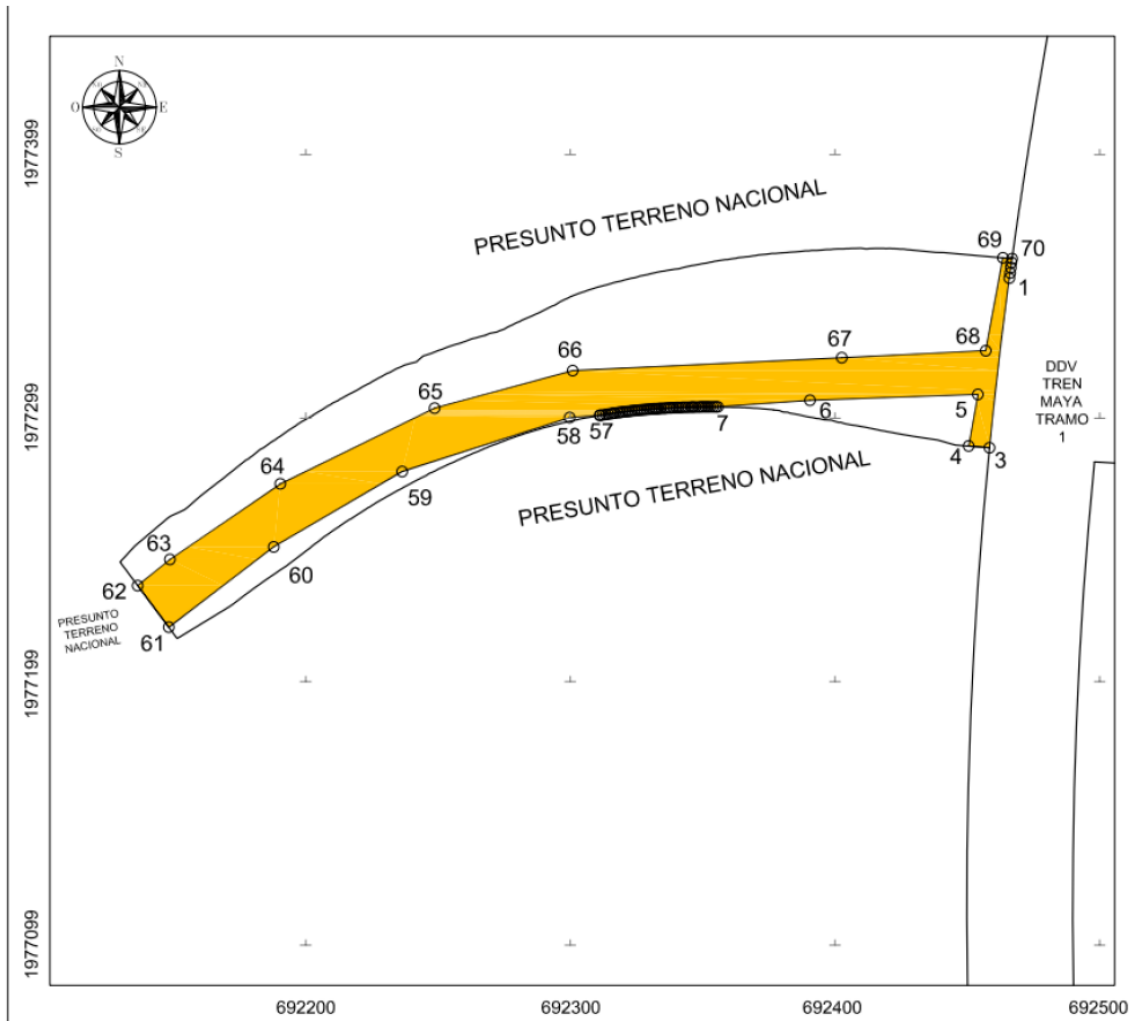 N
O E
S
1977399
PRESUNTO TERRENO NACIONAL
69 70
1
68
67
66
DDV
TREN
MAYA
TRAMO
1
65
5
6
7
57
58
1977299
4 3
PRESUNTO TERRENO NACIONAL
59
64
60
63
62
PRESUNTO
TERRENO
NACIONAL
61
1977199
1977099
692200 692300 692400 692500